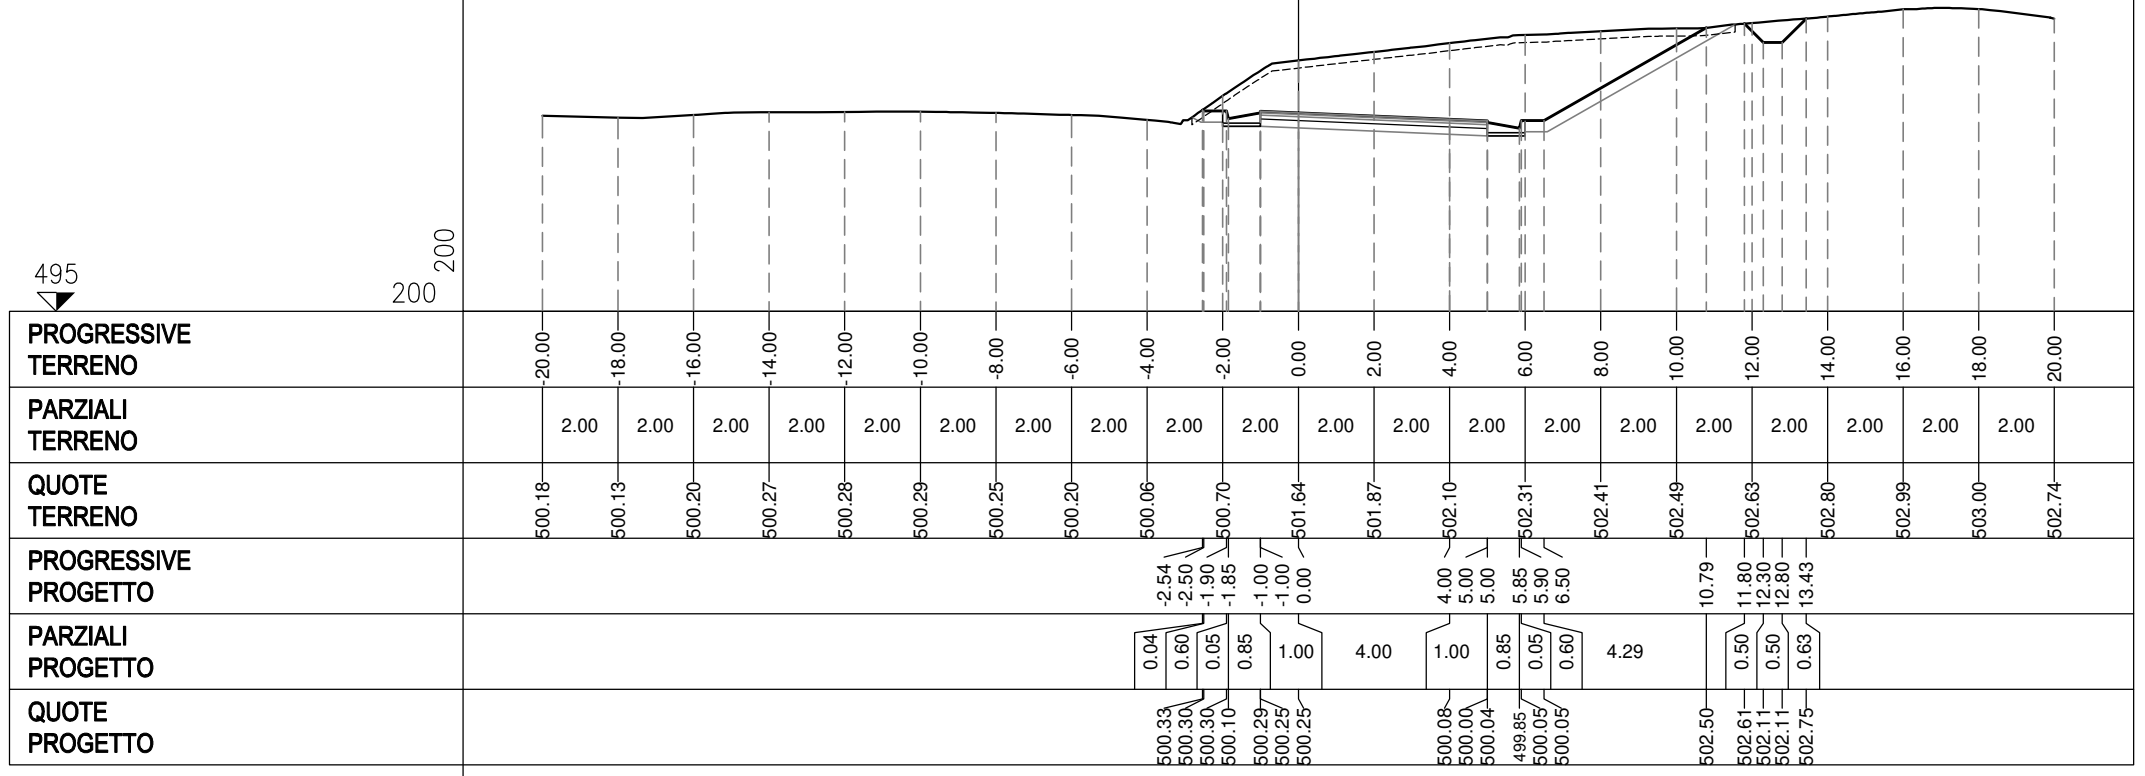 200
495
200
PROGRESSIVE
TERRENO
-20.00 -18.00 -16.00 -14.00 -12.00 -10.00 -8.00 -6.00 -4.00 -2.00 0.00 2.00 4.00 6.00 8.00 10.00 12.00 14.00 16.00 18.00 20.00
PARZIALI
TERRENO
2.00 2.00 2.00 2.00 2.00 2.00 2.00 2.00 2.00 2.00 2.00 2.00 2.00 2.00 2.00 2.00 2.00 2.00 2.00 2.00
QUOTE
TERRENO
500.18 500.13 500.20 500.27 500.28 500.29 500.25 500.20 500.06 500.70 501.64 501.87 502.10 502.31 502.41 502.49 502.63 502.80 502.99 503.00 502.74
PROGRESSIVE
PROGETTO
-2.54 -2.50 -1.90 -1.85 -1.00 -1.00 0.00 4.00 5.00 5.00 5.85 5.90 6.50 10.79 11.80 12.30 12.80 13.43
PARZIALI
PROGETTO
0.04 0.60 0.05 0.85 1.00 4.00 1.00 0.85 0.05 0.60 4.29 0.50 0.50 0.63
QUOTE
PROGETTO
500.33 500.30 500.30 500.10 500.29 500.25 500.25 500.08 500.00 500.04 499.85 500.05 500.05 502.50 502.61 502.11 502.11 502.75